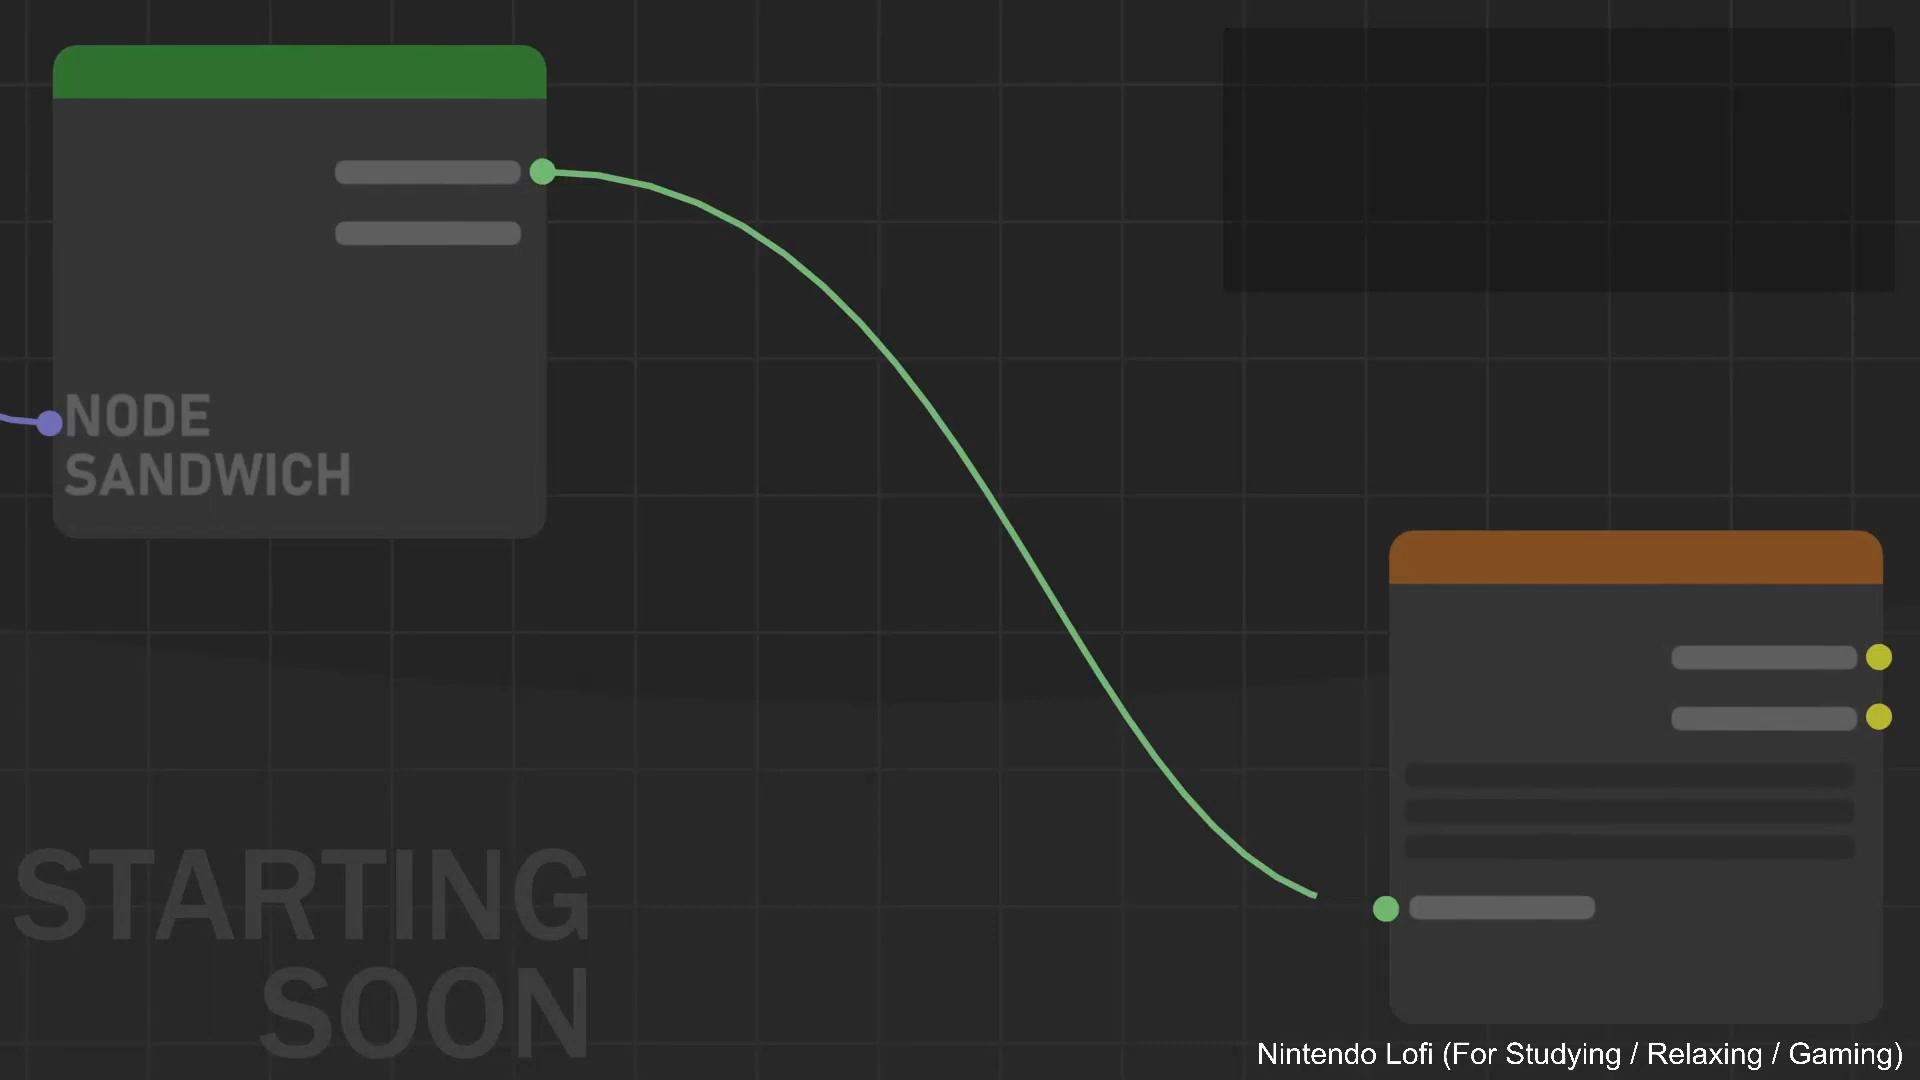 NODE
SANDWICH
STARTING
SOON
Nintendo Lofi (For Studying / Relaxing / Gaming)